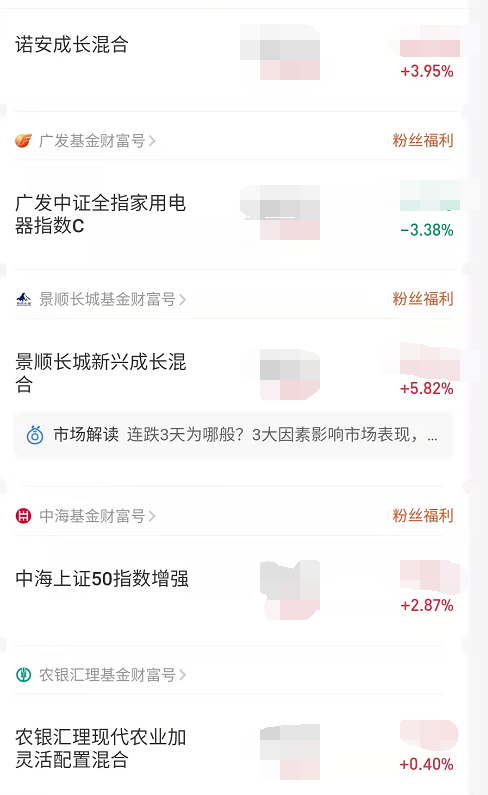 诺安成长混合
+3.95%
广发基金财富号
粉丝福利
广发中证全指家用电
器指数C
-3.38%
景顺长城基金财富号
粉丝福利
景顺长城新兴成长混
合
+5.82%
市场解读 连跌3天为哪般？3大因素影响市场表现，...
中海基金财富号
粉丝福利
中海上证50指数增强
+2.87%
农银汇理基金财富号
农银汇理现代农业加
灵活配置混合
+0.40%